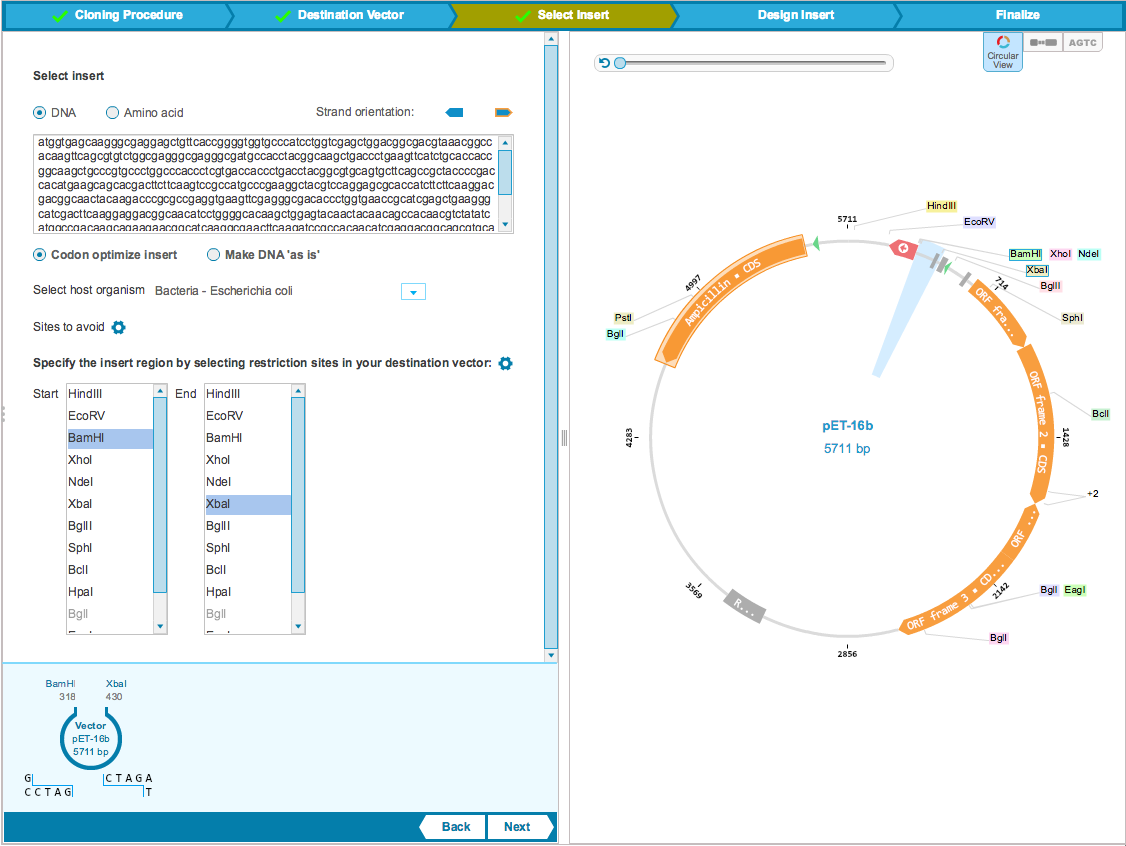 Cloning Procedure
Destination Vector
Select Insert
Design Insert
Finalize
Select insert
DNA
Amino acid
Strand orientation:
atggtgagcaagggcgaggagctgttcaccggggtggtgcccatcctggtcgagctggacggcgacgtaaacggcc
acaagttcagcgtgtctggcgagggcgagggcgatgccacctacggcaagctgaccctgaagttcatctgcaccacc
ggcaagctgcccgtgccctggcccaccctcgtgaccaccctgacctacggcgtgcagtgcttcagccgctaccccgac
cacatgaagcagcacgacttcttcaagtccgccatgcccgaaggctacgtccaggagcgcaccatcttcttcaaggac
gacggcaactacaagacccgcgccgaggtgaagttcgagggcgacaccctggtgaaccgcatcgagctgaaggg
catcgacttcaaggaggacggcaacatcctggggcacaagctggagtacaactacaacagccacaacgtctatatc
Codon optimize insert
Make DNA 'as is'
Select host organism
Bacteria - Escherichia coli
Sites to avoid
Specify the insert region by selecting restriction sites in your destination vector:
Start
HindIII
EcoRV
BamHI
XhoI
NdeI
XbaI
BglII
SphI
BclI
HpaI
BglI
End
HindIII
EcoRV
BamHI
XhoI
NdeI
XbaI
BglII
SphI
BclI
HpaI
BglI
BamHI
318
XbaI
430
Vector
pET-16b
5711 bp
G
CCTAG
CTAGA
T
Back
Next
Circular
View
AGTC
5711
HindIII
EcoRV
BamHI
XhoI
NdeI
XbaI
BglII
714
SphI
ORF fra...
BclI
ORF frame 2 ▪ CDS
1428
+2
ORF ...
BglI
EagI
2142
ORF frame 3 ▪ CD...
BglI
2856
R...
3569
4283
BglI
PstI
4997
Ampicillin ▪ CDS
pET-16b
5711 bp